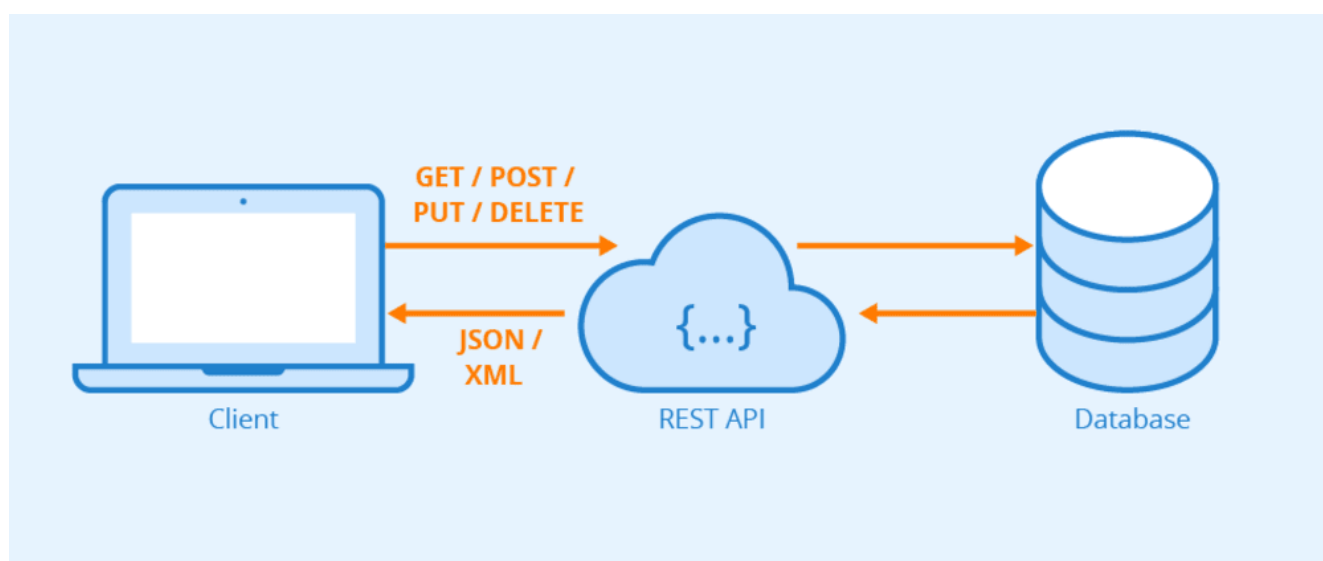 GET / POST /
PUT / DELETE
{...}
JSON /
XML
Client
REST API
Database